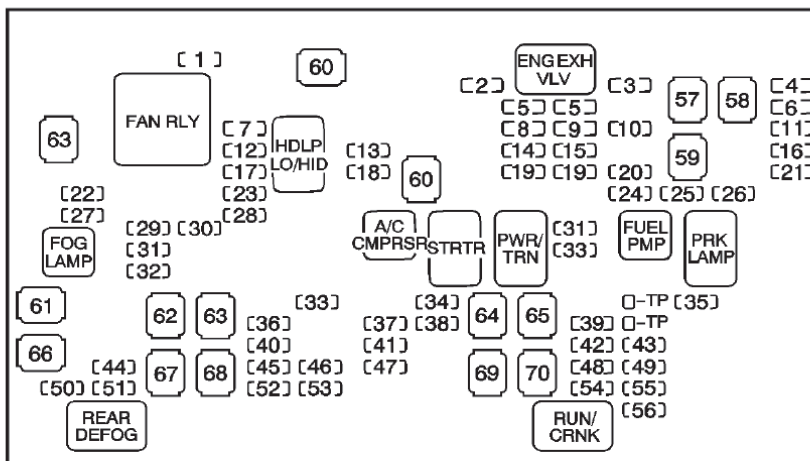 [1]
60
ENG EXH
VLV
[2] [3] [4]
57 58
FAN RLY
[5] [5] [6]
63
[7]
HDLP
LO/HID
[8] [9] [10] [11]
[12] [13] [14] [15] [16]
59
[17] [18] [19] [19] [20] [21]
60
[22] [23] [24] [25] [26]
[27] [28]
FOG
LAMP
[29] [30]
A/C
CMPRSR
STRTR
PWR/
TRN
[31]
FUEL
PMP
PRK
LAMP
[31] [33]
[32]
61 62 63
[33] [34]
64 65
-TP [35]
[36] [37] [38] [39] -TP
66
[40] [41] [42] [43]
[44]
67 68
[45] [46] [47]
69 70
[48] [49]
[50] [51] [52] [53] [54] [55]
REAR
DEFOG
RUN/
CRNK
[56]